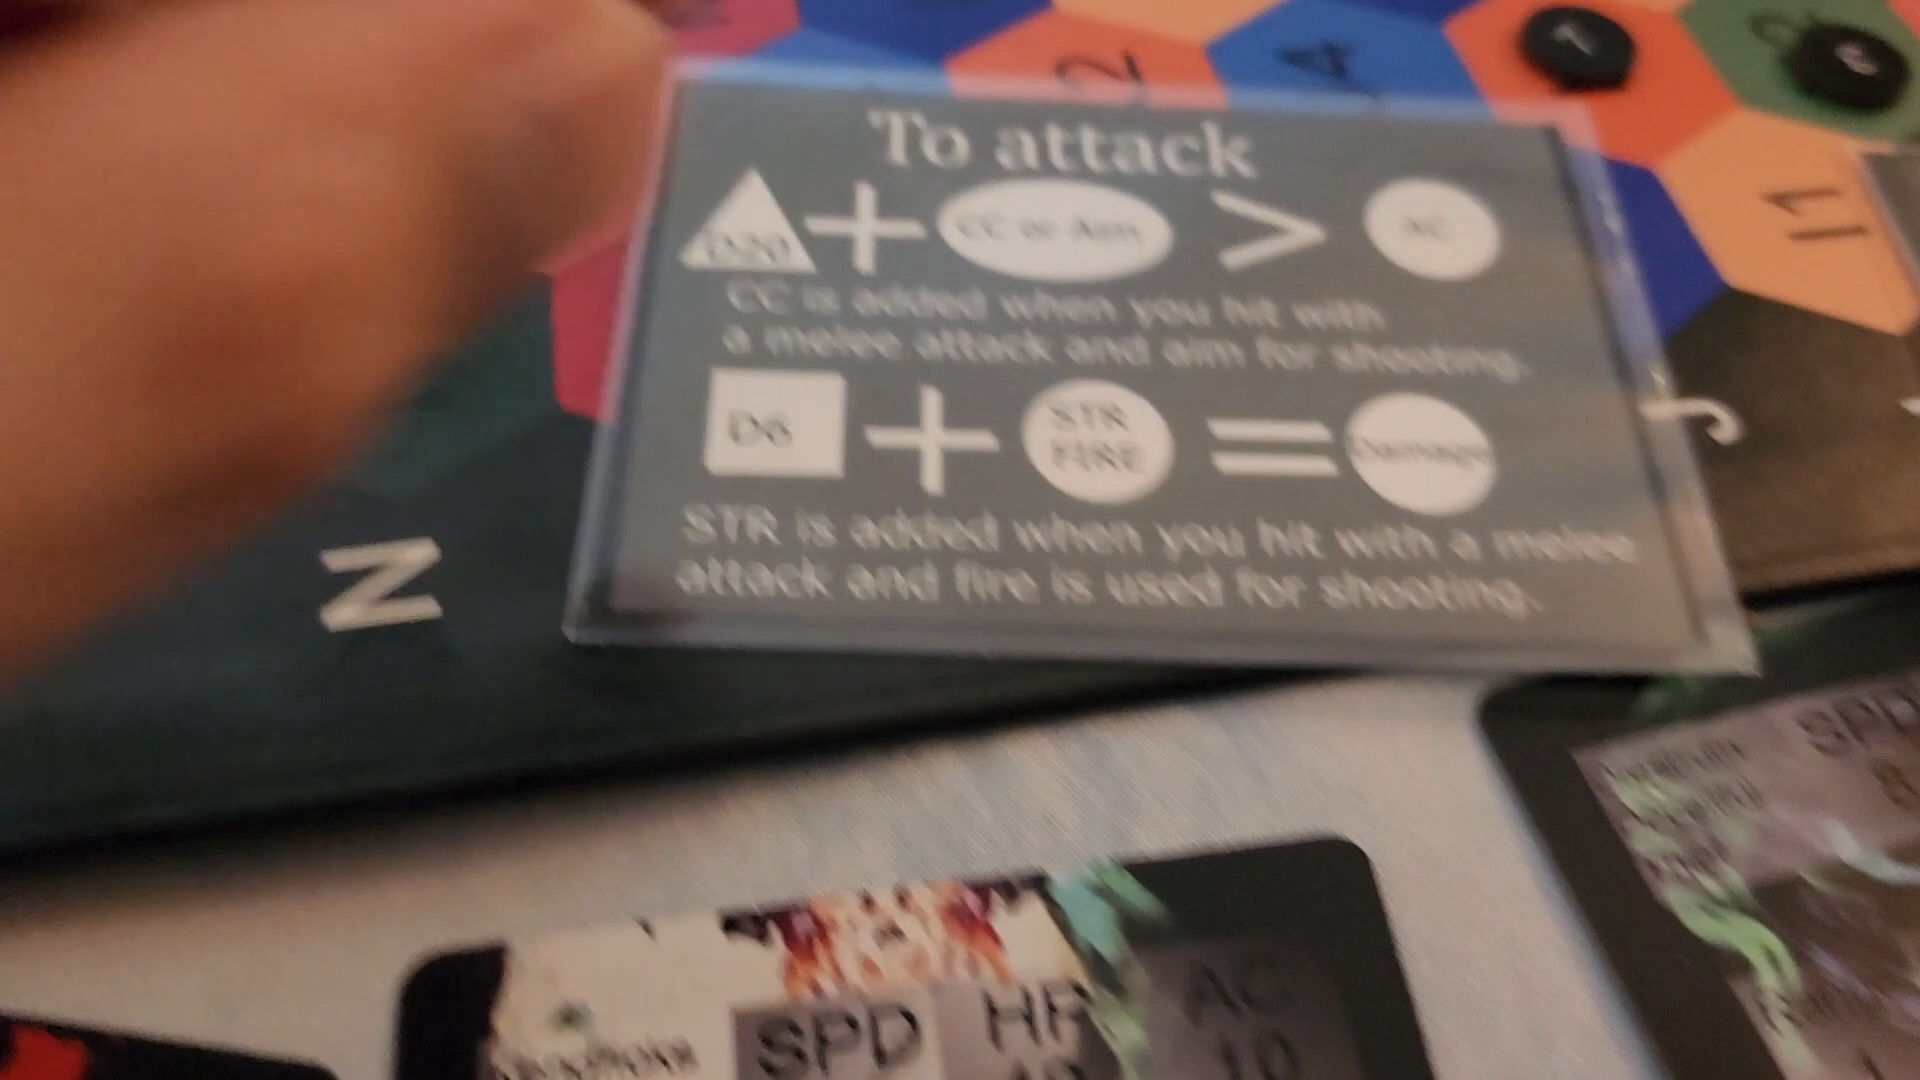 2
4
7
11
To attack
D20 + CC or Aim > AC
CC is added when you hit with
a melee attack and aim for shooting.
D6 + STR FIRE = Damage
STR is added when you hit with a melee
attack and fire is used for shooting.
N
J
SPD
8
SPD HP AC
10